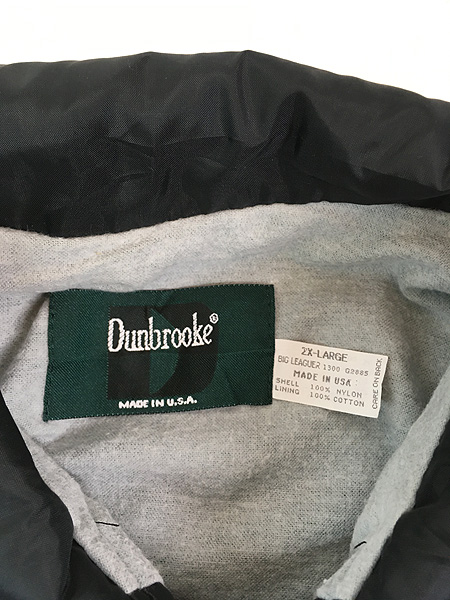 Dunbrooke®
MADE IN U.S.A.
2X-LARGE
BIG LEAGUER 1300 G2885
MADE IN USA
SHELL 100% NYLON
LINING 100% COTTON
CARE ON BACK